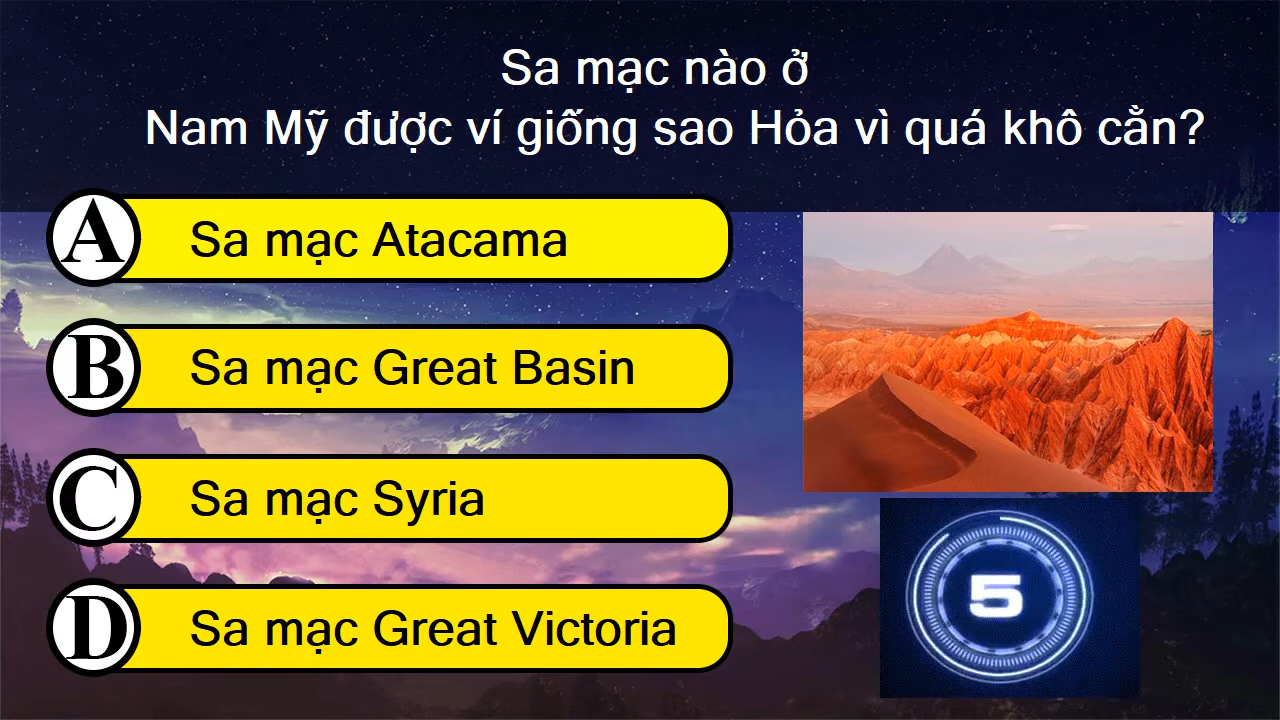 Sa mạc nào ở
Nam Mỹ được ví giống sao Hỏa vì quá khô cằn?
A Sa mạc Atacama
B Sa mạc Great Basin
C Sa mạc Syria
D Sa mạc Great Victoria
5